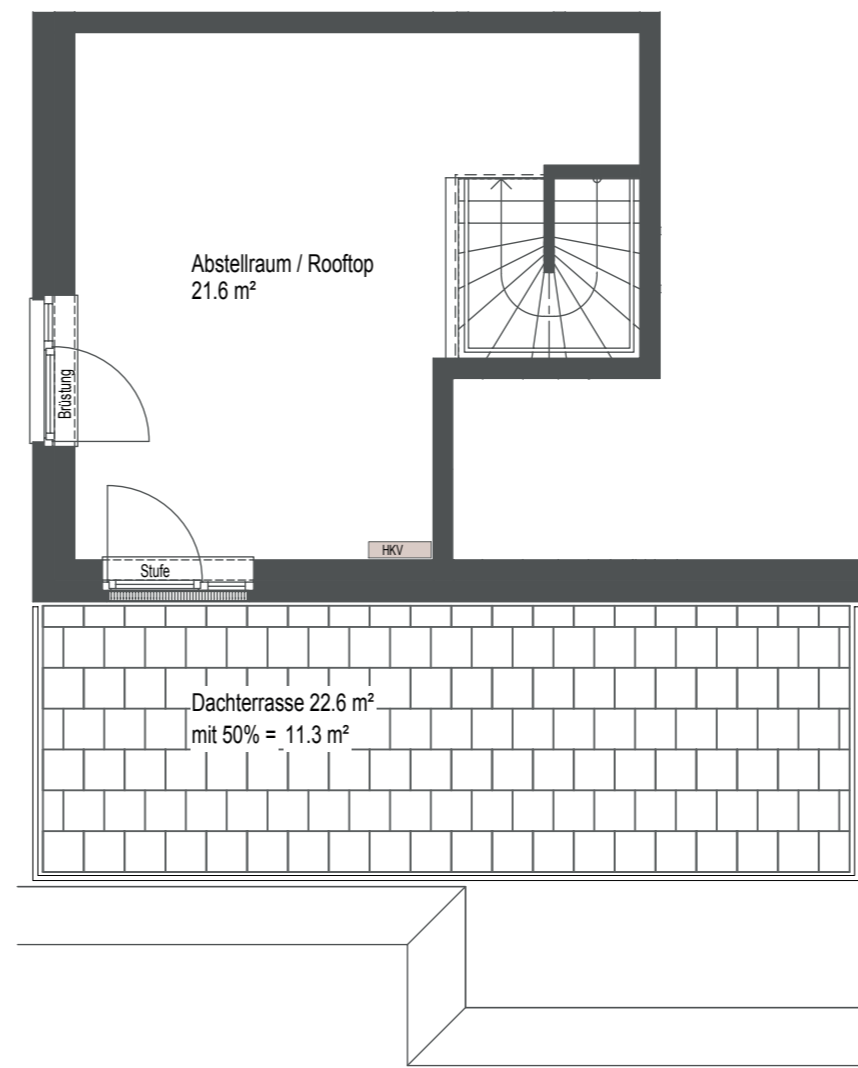 Abstellraum / Rooftop
21.6 m²
Brüstung
HKV
Stufe
Dachterrasse 22.6 m²
mit 50% = 11.3 m²